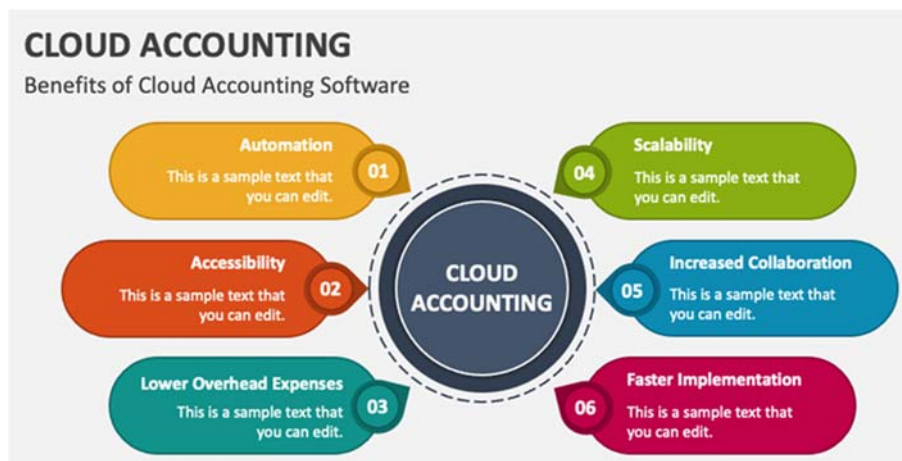 CLOUD ACCOUNTING
Benefits of Cloud Accounting Software
Automation
This is a sample text that
you can edit.
01
Accessibility
This is a sample text that
you can edit.
02
Lower Overhead Expenses
This is a sample text that
you can edit.
03
CLOUD
ACCOUNTING
04
Scalability
This is a sample text that
you can edit.
05
Increased Collaboration
This is a sample text that
you can edit.
06
Faster Implementation
This is a sample text that
you can edit.